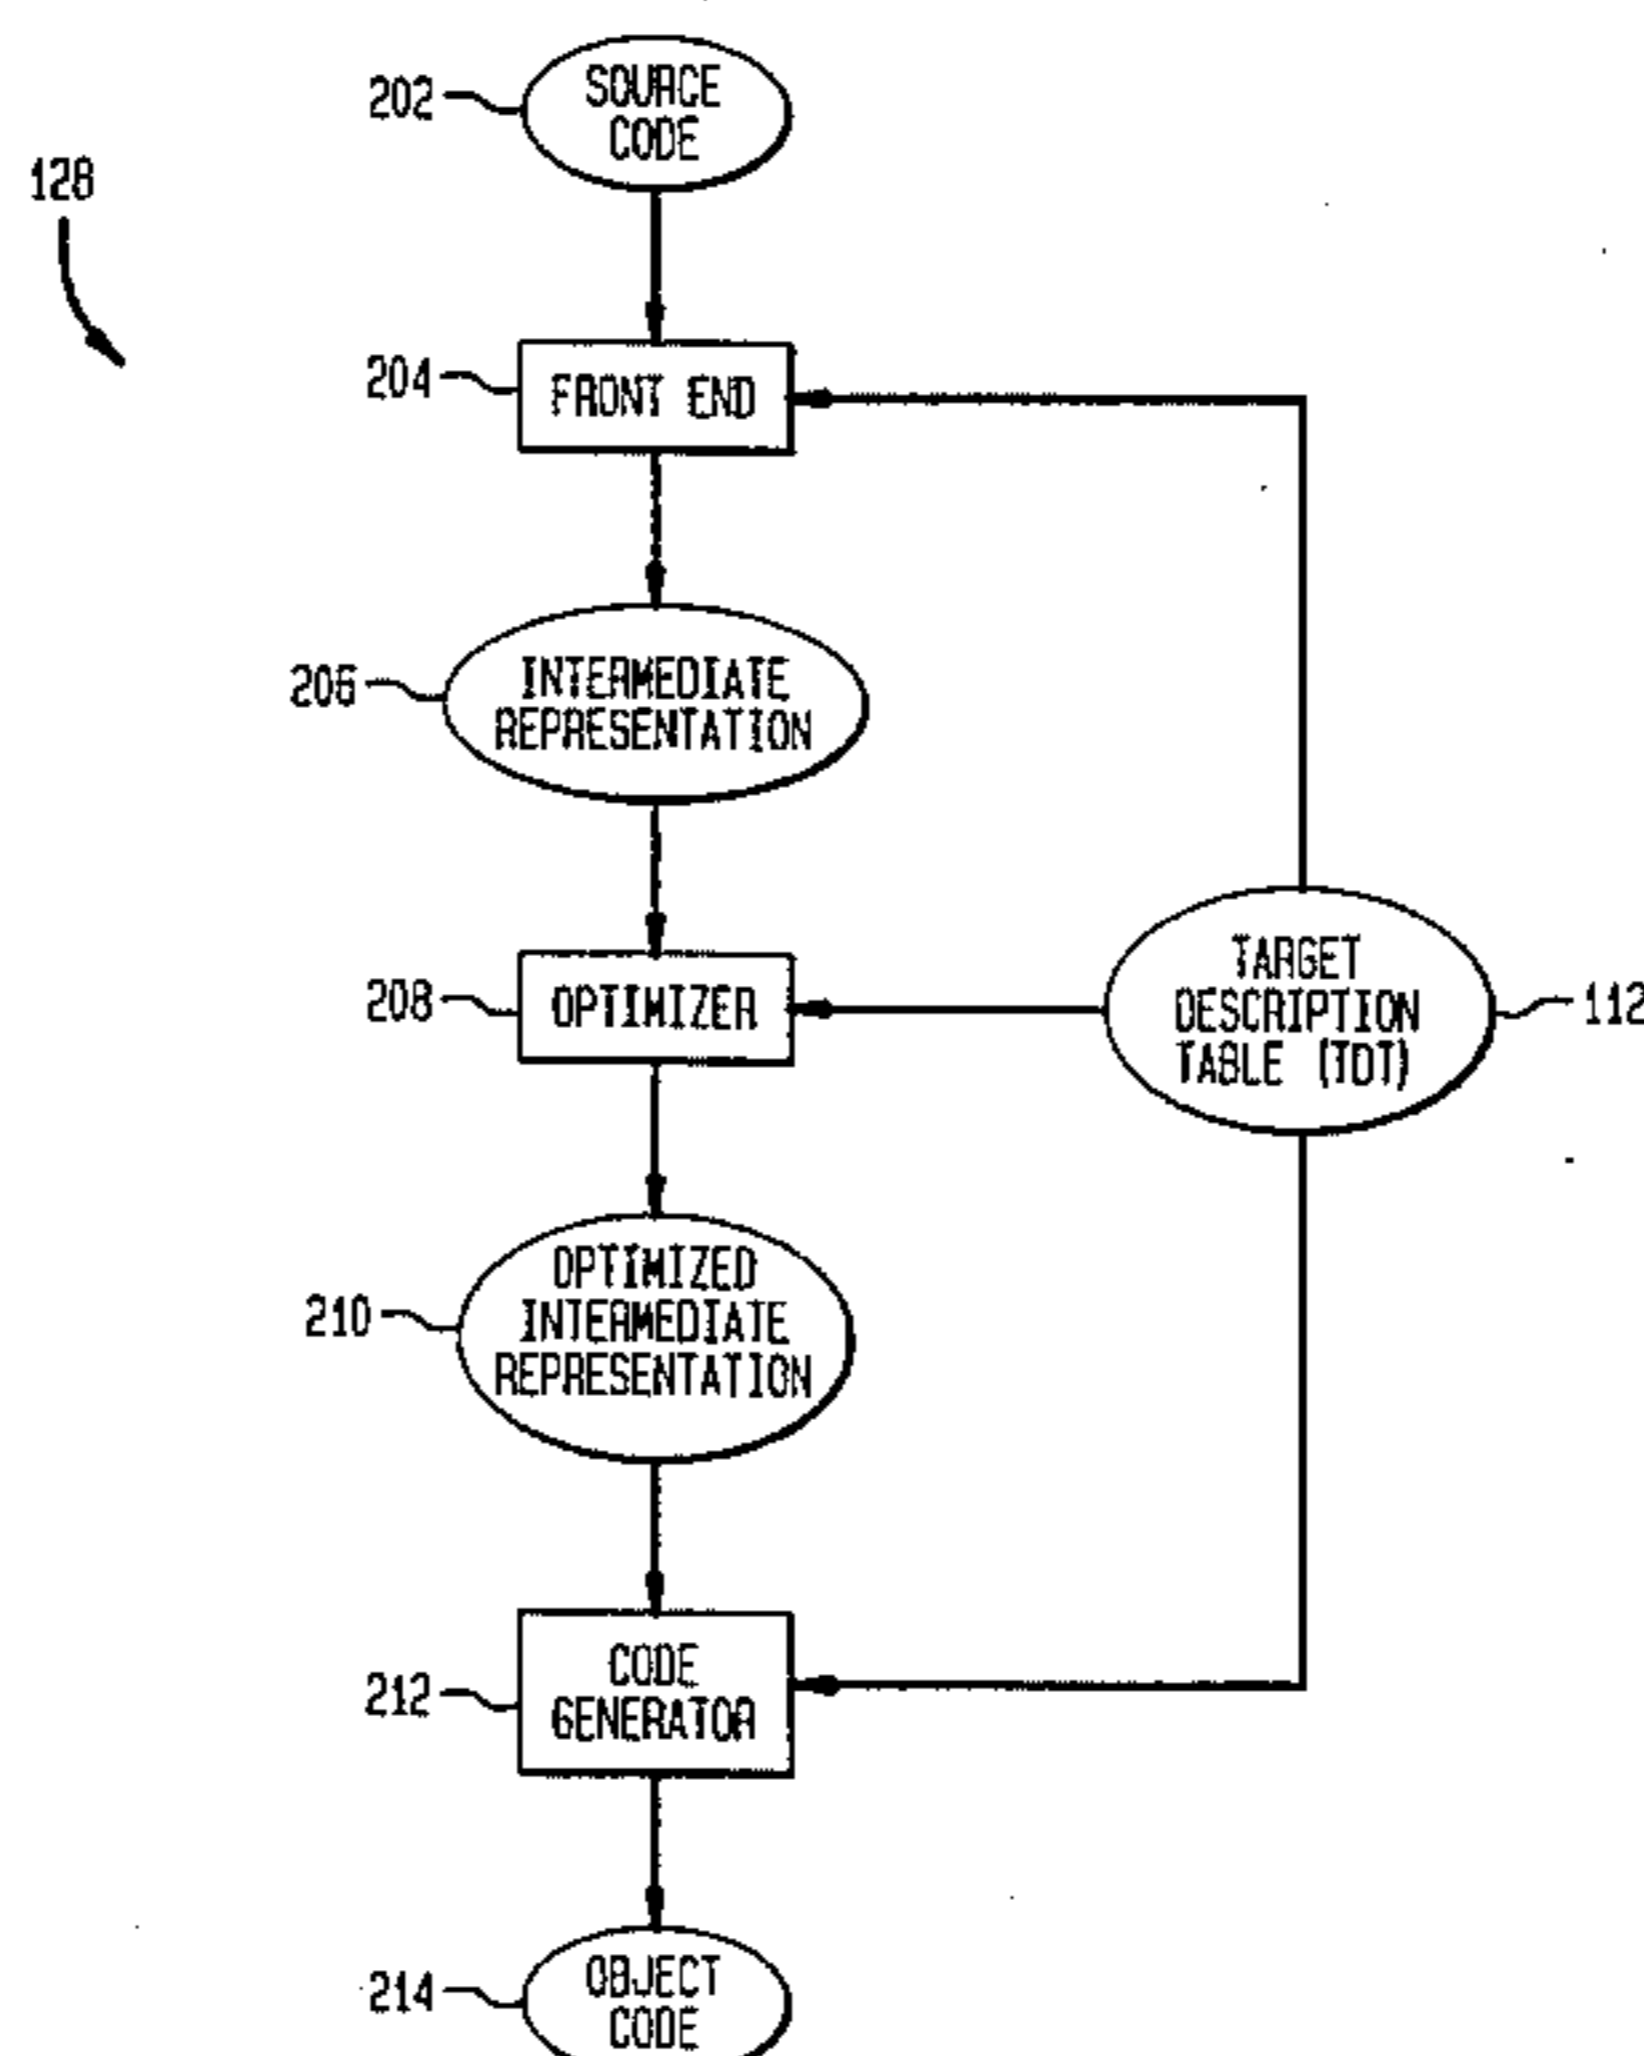 202
SOURCE
CODE
128
204
FRONT END
206
INTERMEDIATE
REPRESENTATION
208
OPTIMIZER
TARGET
DESCRIPTION
TABLE (TDT)
112
210
OPTIMIZED
INTERMEDIATE
REPRESENTATION
212
CODE
GENERATOR
214
OBJECT
CODE